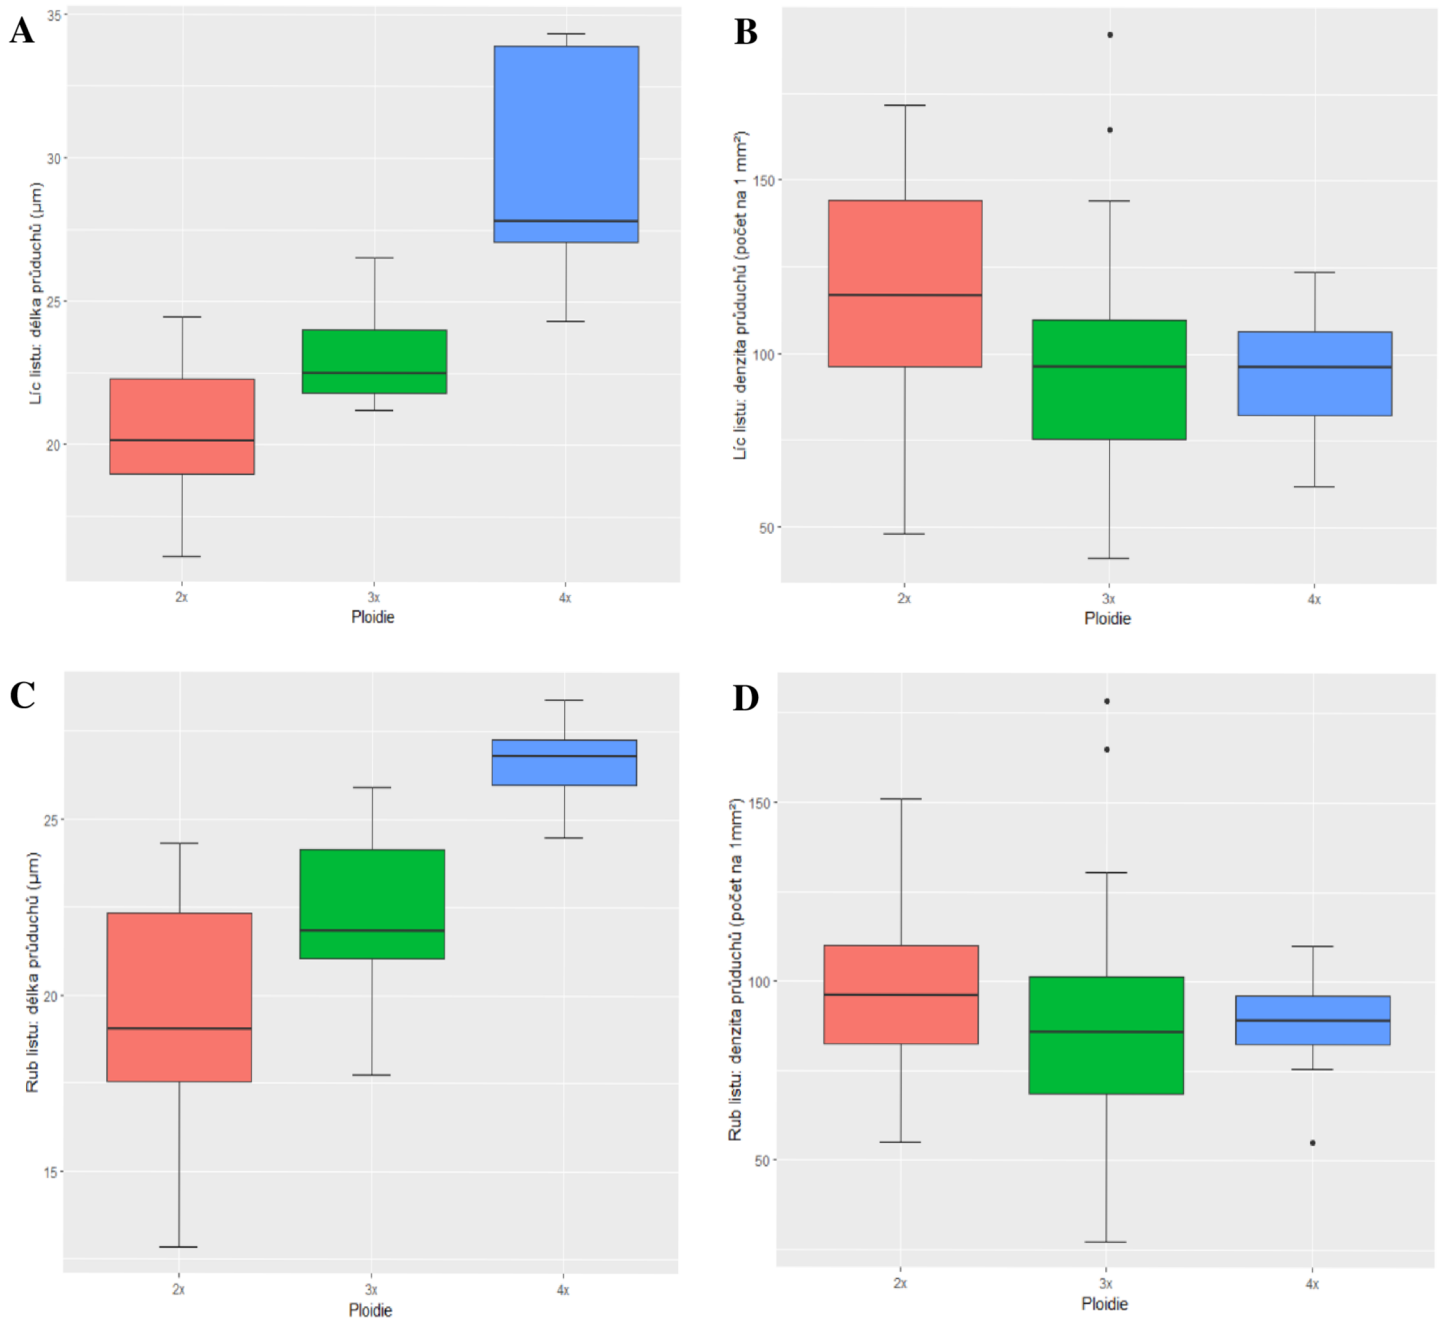 A
Líc listu: délka průduchů (µm)
35
30
25
20
2x
3x
4x
Ploidie
B
Líc listu: denzita průduchů (počet na 1 mm²)
150
100
50
2x
3x
4x
Ploidie
C
Rub listu: délka průduchů (µm)
25
20
15
2x
3x
4x
Ploidie
D
Rub listu: denzita průduchů (počet na 1mm²)
150
100
50
2x
3x
4x
Ploidie